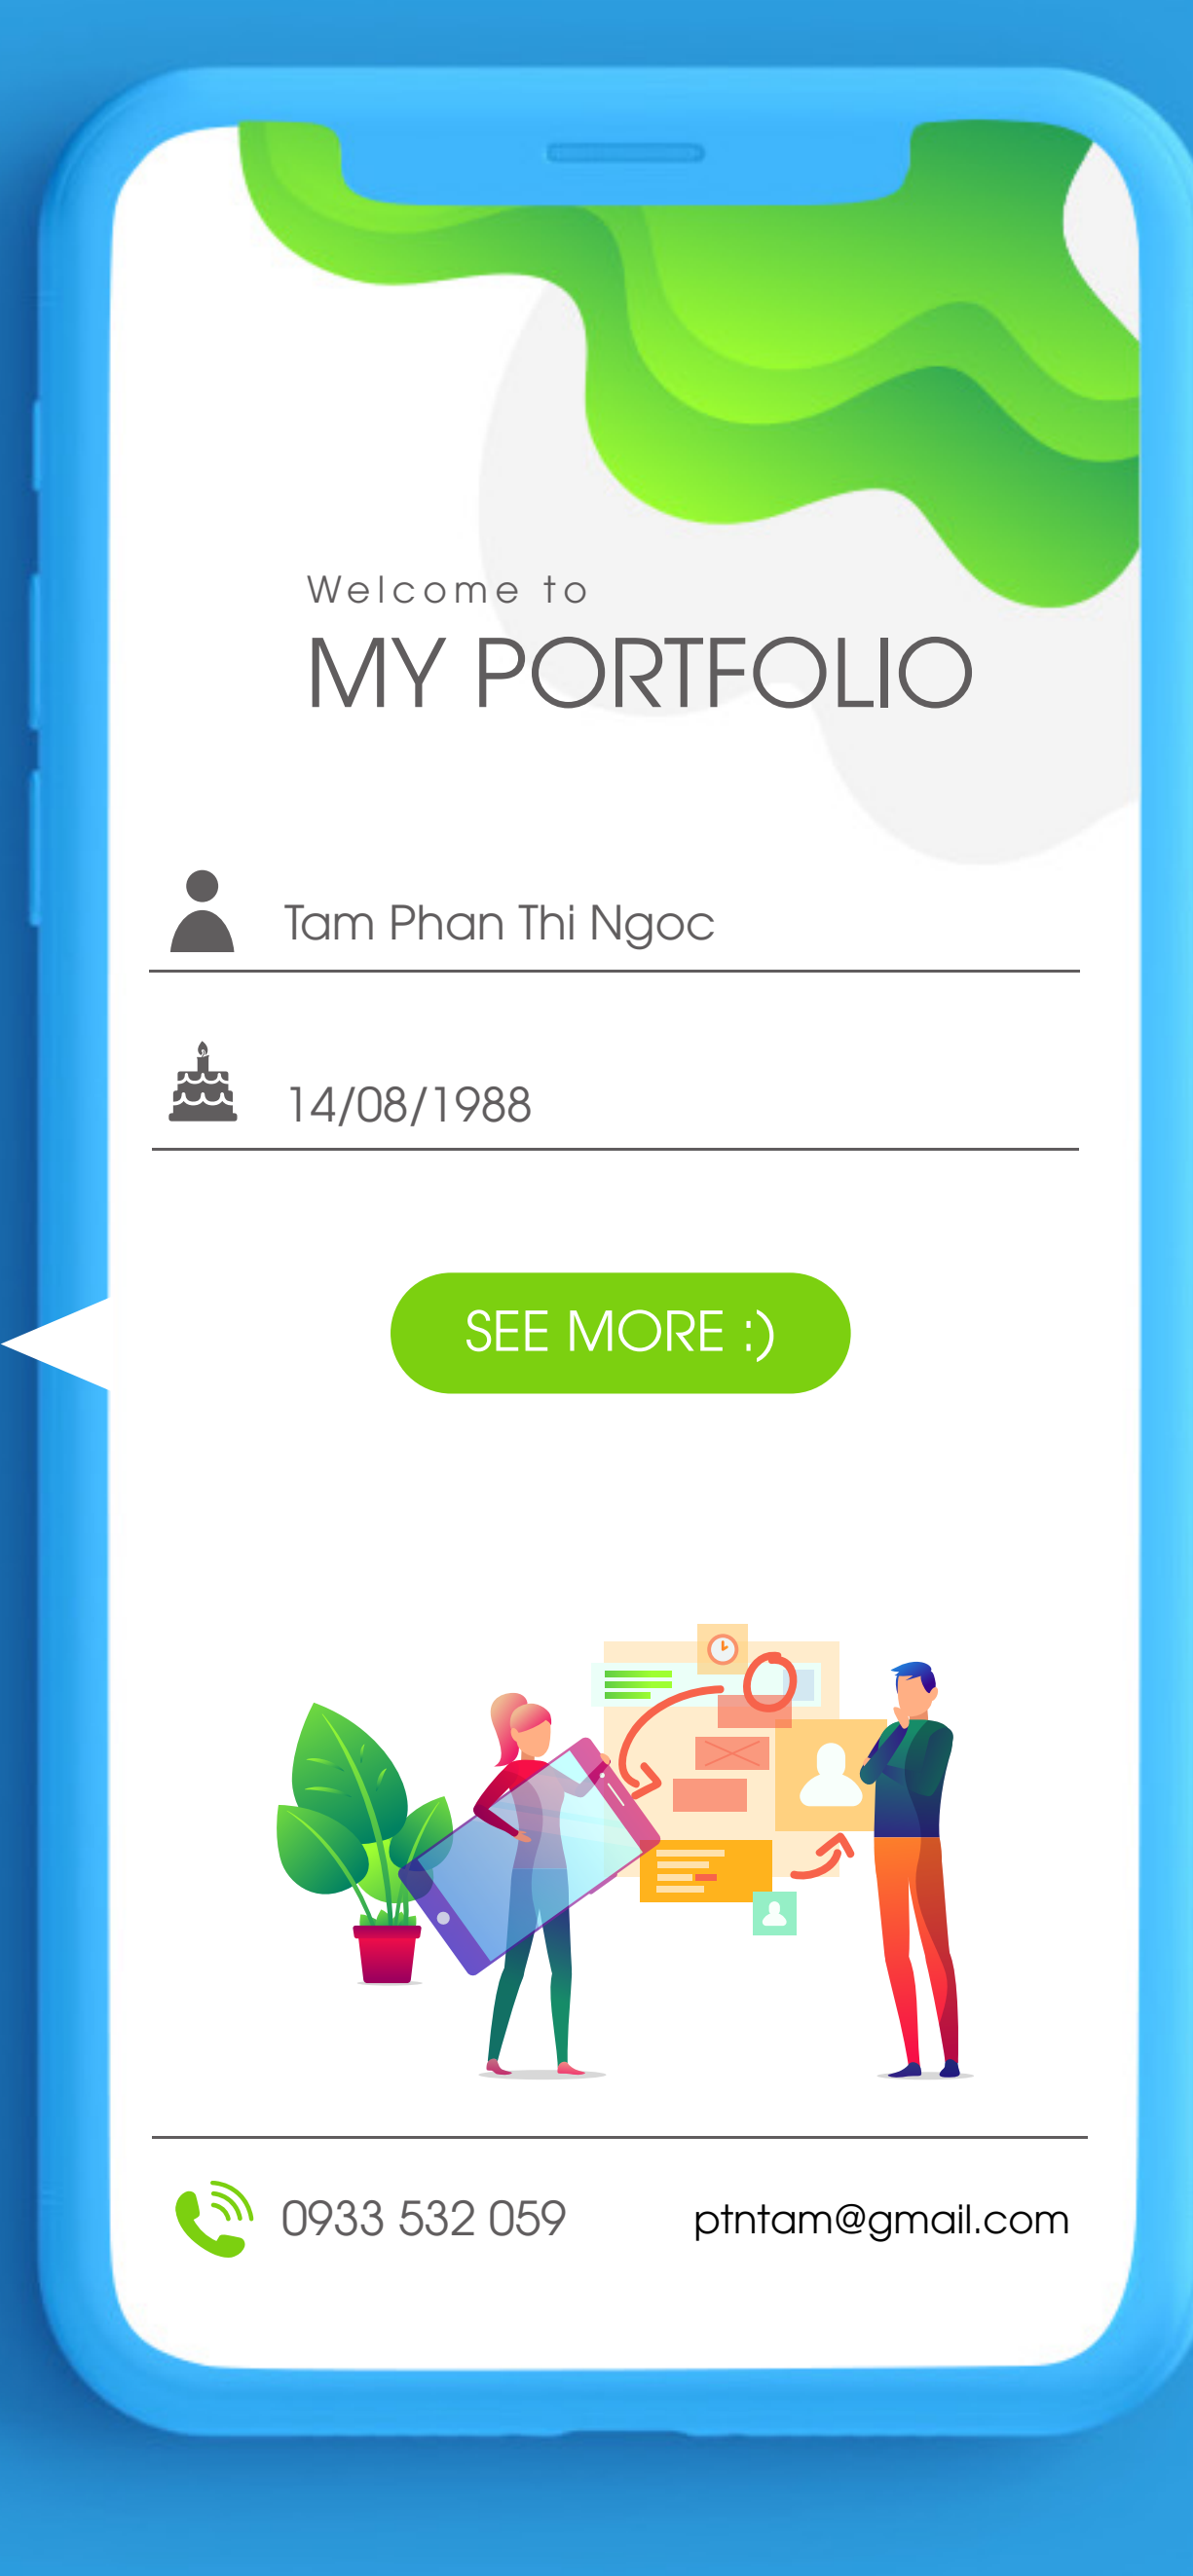 Welcome to
MY PORTFOLIO
Tam Phan Thi Ngoc
14/08/1988
SEE MORE :)
0933 532 059
ptntam@gmail.com